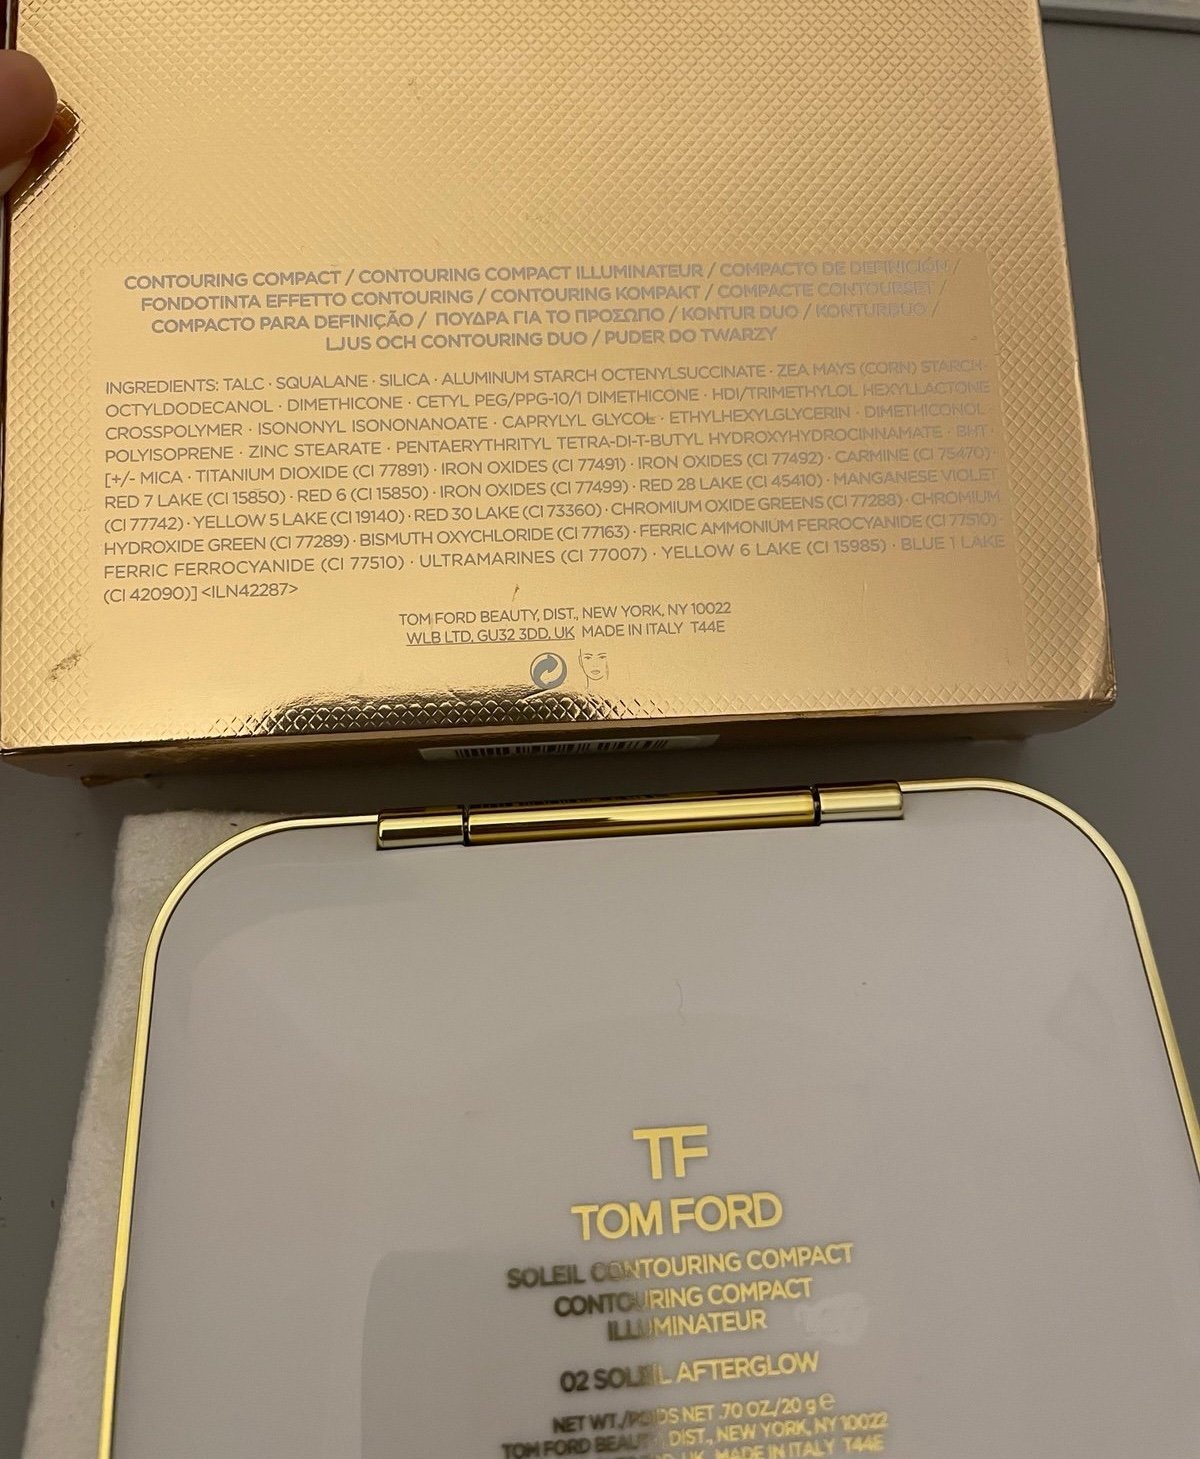 CONTOURING COMPACT / CONTOURING COMPACT ILLUMINATEUR / COMPACTO DE DEFINICIÓN /
FONDOTINTA EFFETTO CONTOURING / CONTOURING KOMPAKT / COMPACTE CONTOURSET /
COMPACTO PARA DEFINIÇÃO / ΠΟΥΔΡΑ ΓΙΑ ΤΟ ΠΡΟΣΩΠΟ / KONTUR DUO / KONTURDUO /
LJUS OCH CONTOURING DUO / PUDER DO TWARZY
INGREDIENTS: TALC · SQUALANE · SILICA · ALUMINUM STARCH OCTENYLSUCCINATE · ZEA MAYS (CORN) STARCH ·
OCTYLDODECANOL · DIMETHICONE · CETYL PEG/PPG-10/1 DIMETHICONE · HDI/TRIMETHYLOL HEXYLLACTONE
CROSSPOLYMER · ISONONYL ISONONANOATE · CAPRYLYL GLYCOL · ETHYLHEXYLGLYCERIN · DIMETHICONOL ·
POLYISOPRENE · ZINC STEARATE · PENTAERYTHRITYL TETRA-DI-T-BUTYL HYDROXYHYDROCINNAMATE · BHT ·
[+/- MICA · TITANIUM DIOXIDE (CI 77891) · IRON OXIDES (CI 77491) · IRON OXIDES (CI 77492) · CARMINE (CI 75470) ·
RED 7 LAKE (CI 15850) · RED 6 (CI 15850) · IRON OXIDES (CI 77499) · RED 28 LAKE (CI 45410) · MANGANESE VIOLET
(CI 77742) · YELLOW 5 LAKE (CI 19140) · RED 30 LAKE (CI 73360) · CHROMIUM OXIDE GREENS (CI 77288) · CHROMIUM
HYDROXIDE GREEN (CI 77289) · BISMUTH OXYCHLORIDE (CI 77163) · FERRIC AMMONIUM FERROCYANIDE (CI 77510) ·
FERRIC FERROCYANIDE (CI 77510) · ULTRAMARINES (CI 77007) · YELLOW 6 LAKE (CI 15985) · BLUE 1 LAKE
(CI 42090)] <ILN42287>
TOM FORD BEAUTY, DIST., NEW YORK, NY 10022
WLB LTD, GU32 3DD, UK MADE IN ITALY T44E
TF
TOM FORD
SOLEIL CONTOURING COMPACT
CONTOURING COMPACT
ILLUMINATEUR
02 SOLEIL AFTERGLOW
NET WT./POIDS NET .70 OZ./20 g ℮
TOM FORD BEAUTY, DIST., NEW YORK, NY 10022
UK. MADE IN ITALY T44E